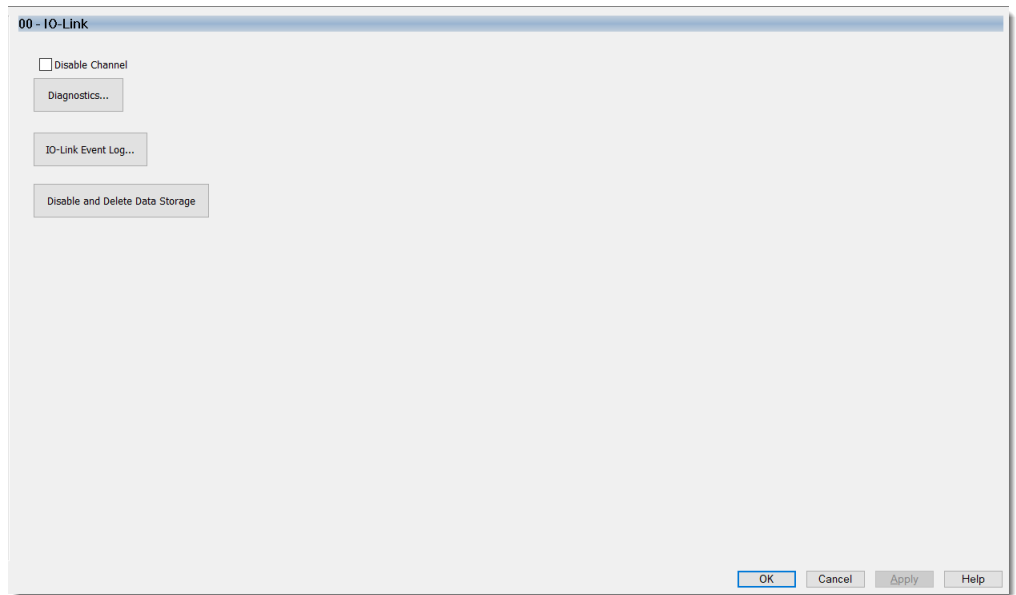 00 - IO-Link
Disable Channel
Diagnostics...
IO-Link Event Log...
Disable and Delete Data Storage
OK Cancel Apply Help